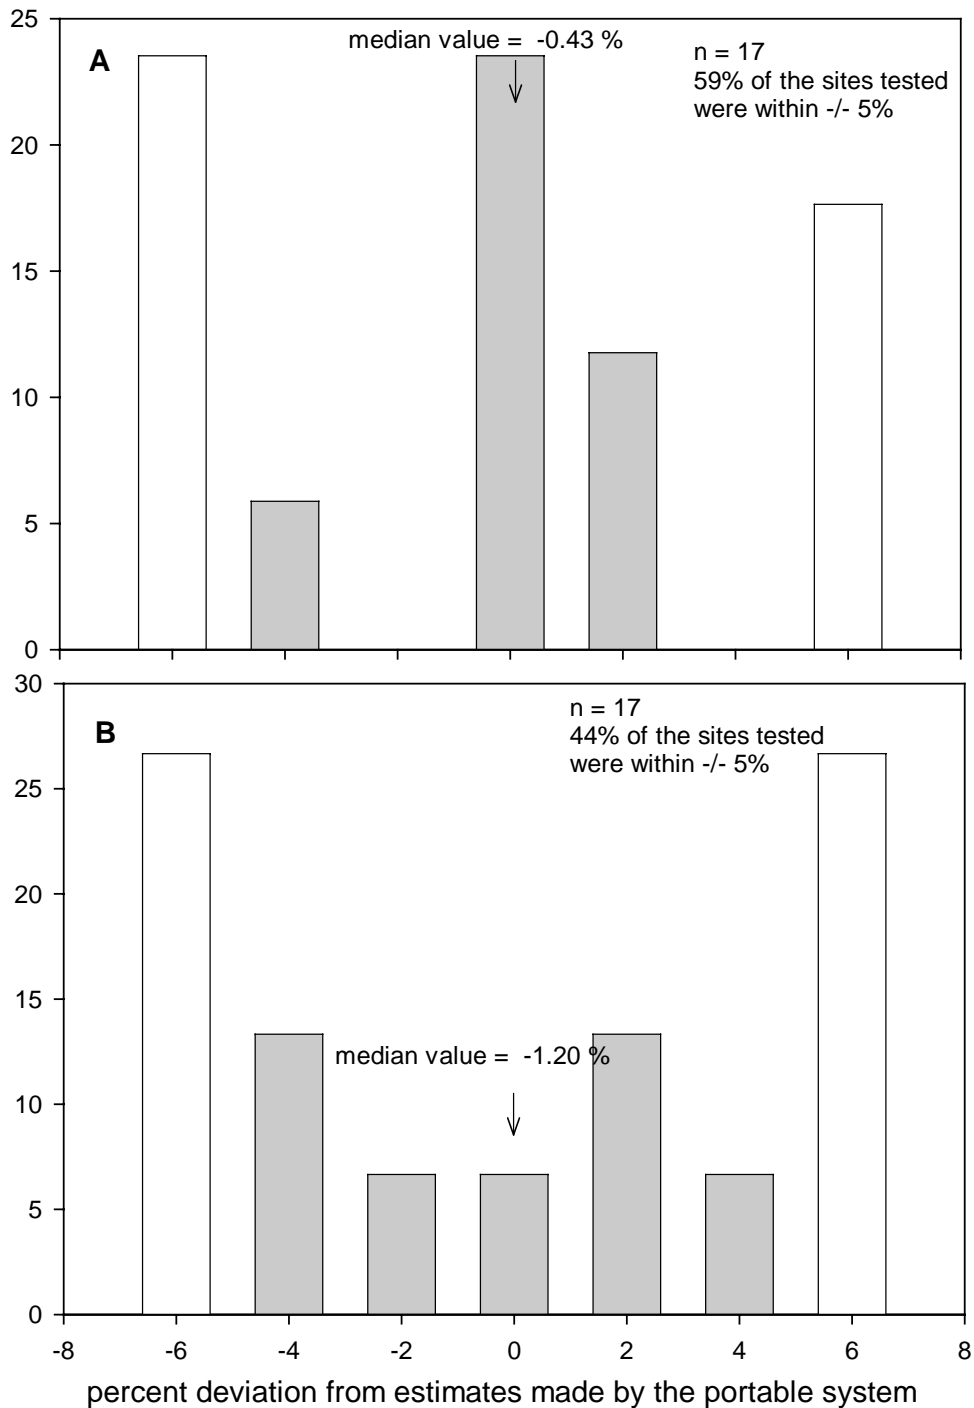 25
20
15
10
5
0
A
median value = -0.43 %
n = 17
59% of the sites tested
were within -/- 5%
30
25
20
15
10
5
0
B
n = 17
44% of the sites tested
were within -/- 5%
median value = -1.20 %
-8 -6 -4 -2 0 2 4 6 8
percent deviation from estimates made by the portable system